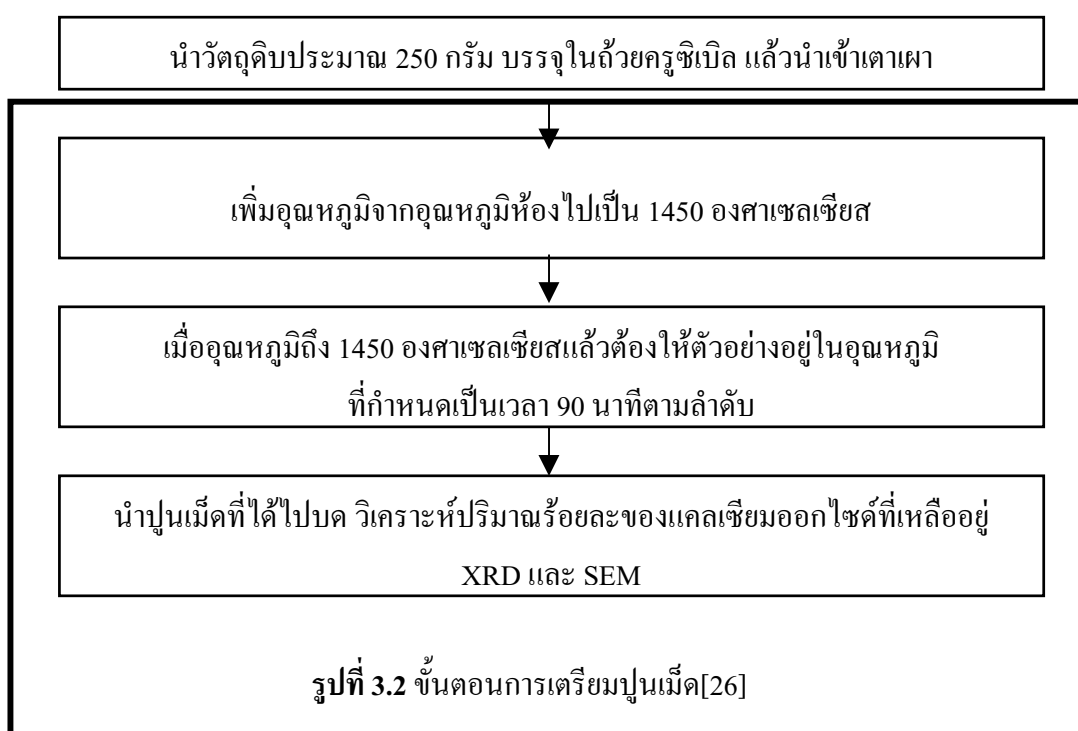 นำวัตถุดิบประมาณ 250 กรัม บรรจุในถ้วยครูซิเบิล แล้วนำเข้าเตาเผา
เพิ่มอุณหภูมิจากอุณหภูมิห้องไปเป็น 1450 องศาเซลเซียส
เมื่ออุณหภูมิถึง 1450 องศาเซลเซียสแล้วต้องให้ตัวอย่างอยู่ในอุณหภูมิ
ที่กำหนดเป็นเวลา 90 นาทีตามลำดับ
นำปูนเม็ดที่ได้ไปบด วิเคราะห์ปริมาณร้อยละของแคลเซียมออกไซด์ที่เหลืออยู่
XRD และ SEM
รูปที่ 3.2 ขั้นตอนการเตรียมปูนเม็ด[26]